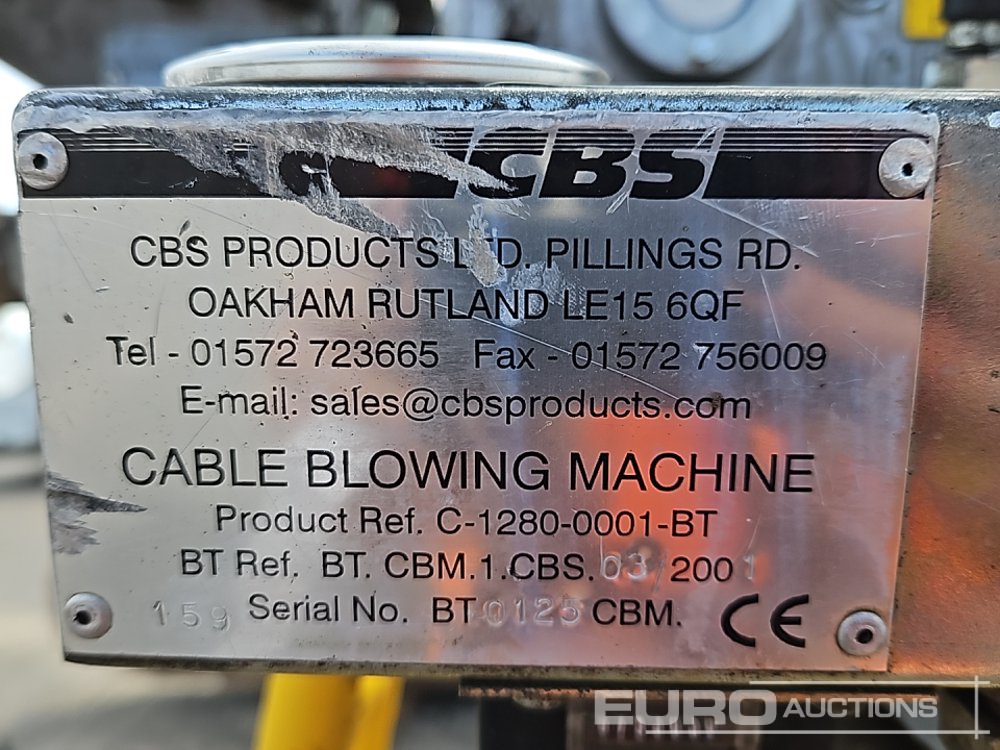 CBS
CBS PRODUCTS LTD. PILLINGS RD.
OAKHAM RUTLAND LE15 6QF
Tel - 01572 723665 Fax - 01572 756009
E-mail: sales@cbsproducts.com
CABLE BLOWING MACHINE
Product Ref. C-1280-0001-BT
BT Ref. BT. CBM.1.CBS.03/2001
159 Serial No. BT 0125 CBM. CE
EURO AUCTIONS